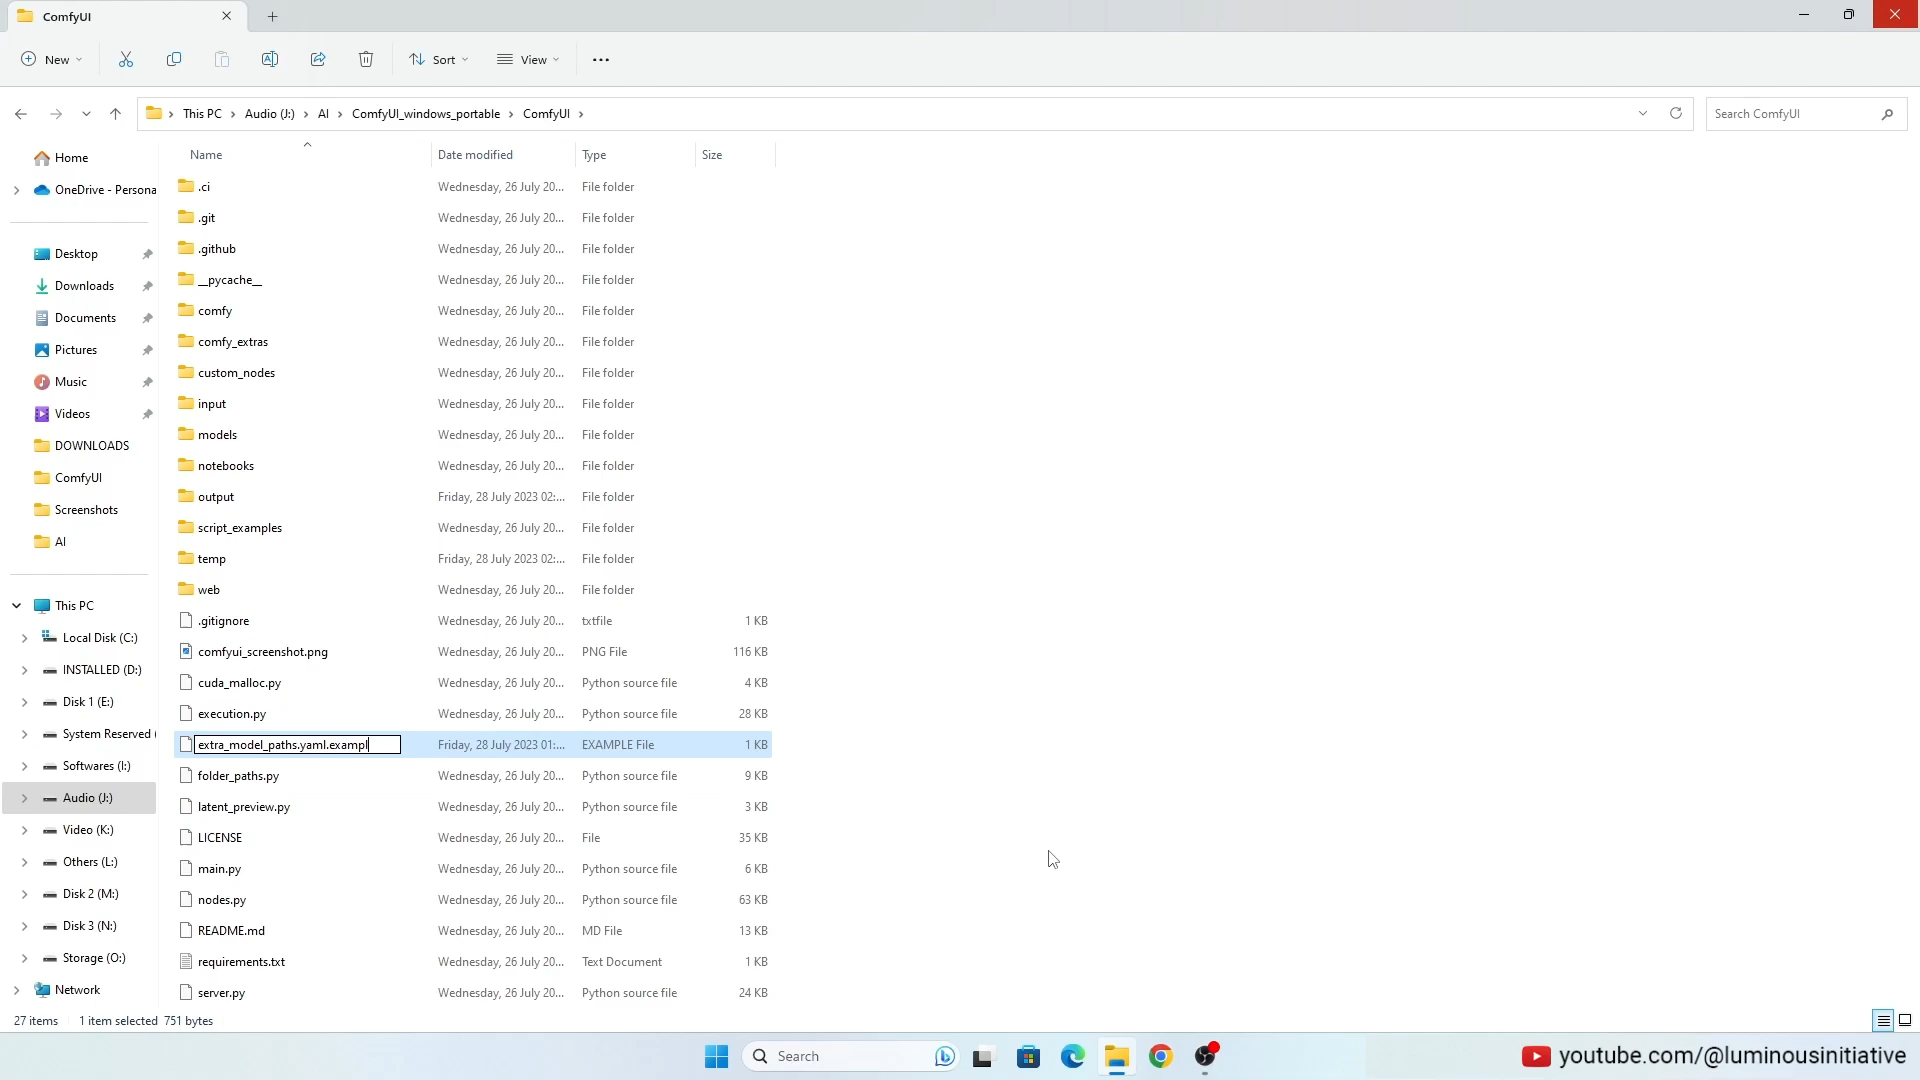 ComfyUI
New
Sort
View
This PC
Audio (J:)
AI
ComfyUI_windows_portable
ComfyUI
Search ComfyUI
Name
Date modified
Type
Size
Home
OneDrive - Persona
Desktop
Downloads
Documents
Pictures
Music
Videos
DOWNLOADS
ComfyUI
Screenshots
AI
This PC
Local Disk (C:)
INSTALLED (D:)
Disk 1 (E:)
System Reserved (
Softwares (I:)
Audio (J:)
Video (K:)
Others (L:)
Disk 2 (M:)
Disk 3 (N:)
Storage (O:)
Network
.ci Wednesday, 26 July 20... File folder
.git Wednesday, 26 July 20... File folder
.github Wednesday, 26 July 20... File folder
__pycache__ Wednesday, 26 July 20... File folder
comfy Wednesday, 26 July 20... File folder
comfy_extras Wednesday, 26 July 20... File folder
custom_nodes Wednesday, 26 July 20... File folder
input Wednesday, 26 July 20... File folder
models Wednesday, 26 July 20... File folder
notebooks Wednesday, 26 July 20... File folder
output Friday, 28 July 2023 02:... File folder
script_examples Wednesday, 26 July 20... File folder
temp Friday, 28 July 2023 02:... File folder
web Wednesday, 26 July 20... File folder
.gitignore Wednesday, 26 July 20... txtfile 1 KB
comfyui_screenshot.png Wednesday, 26 July 20... PNG File 116 KB
cuda_malloc.py Wednesday, 26 July 20... Python source file 4 KB
execution.py Wednesday, 26 July 20... Python source file 28 KB
extra_model_paths.yaml.exampl Friday, 28 July 2023 01:... EXAMPLE File 1 KB
folder_paths.py Wednesday, 26 July 20... Python source file 9 KB
latent_preview.py Wednesday, 26 July 20... Python source file 3 KB
LICENSE Wednesday, 26 July 20... File 35 KB
main.py Wednesday, 26 July 20... Python source file 6 KB
nodes.py Wednesday, 26 July 20... Python source file 63 KB
README.md Wednesday, 26 July 20... MD File 13 KB
requirements.txt Wednesday, 26 July 20... Text Document 1 KB
server.py Wednesday, 26 July 20... Python source file 24 KB
27 items 1 item selected 751 bytes
Search
youtube.com/@luminousinitiative